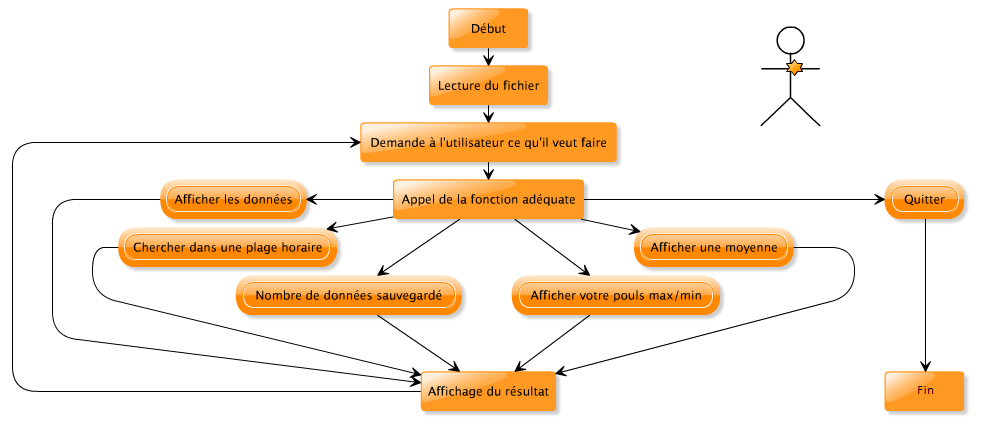 Début
Lecture du fichier
Demande à l'utilisateur ce qu'il veut faire
Appel de la fonction adéquate
Afficher les données
Quitter
Chercher dans une plage horaire
Afficher une moyenne
Nombre de données sauvegardé
Afficher votre pouls max/min
Affichage du résultat
Fin